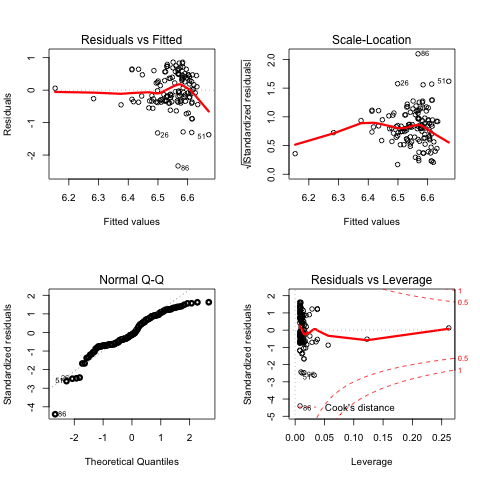 Residuals vs Fitted
Residuals
1
0
-1
-2
26
51
86
6.2 6.3 6.4 6.5 6.6
Fitted values
Scale-Location
√|Standardized residuals|
2.0
1.5
1.0
0.5
0.0
86
26
51
6.2 6.3 6.4 6.5 6.6
Fitted values
Normal Q-Q
Standardized residuals
2
1
0
-1
-2
-3
-4
51
86
-2 -1 0 1 2
Theoretical Quantiles
Residuals vs Leverage
Standardized residuals
2
1
0
-1
-2
-3
-4
-5
1
0.5
0.5
1
86
Cook's distance
0.00 0.05 0.10 0.15 0.20 0.25
Leverage